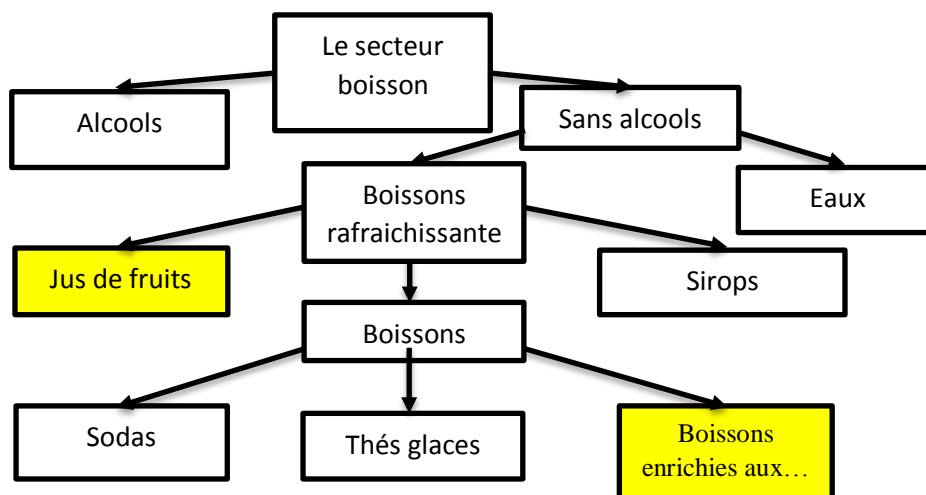 Le secteur
boisson
Alcools
Sans alcools
Boissons
rafraichissante
Eaux
Jus de fruits
Sirops
Boissons
Sodas
Thés glaces
Boissons
enrichies aux…